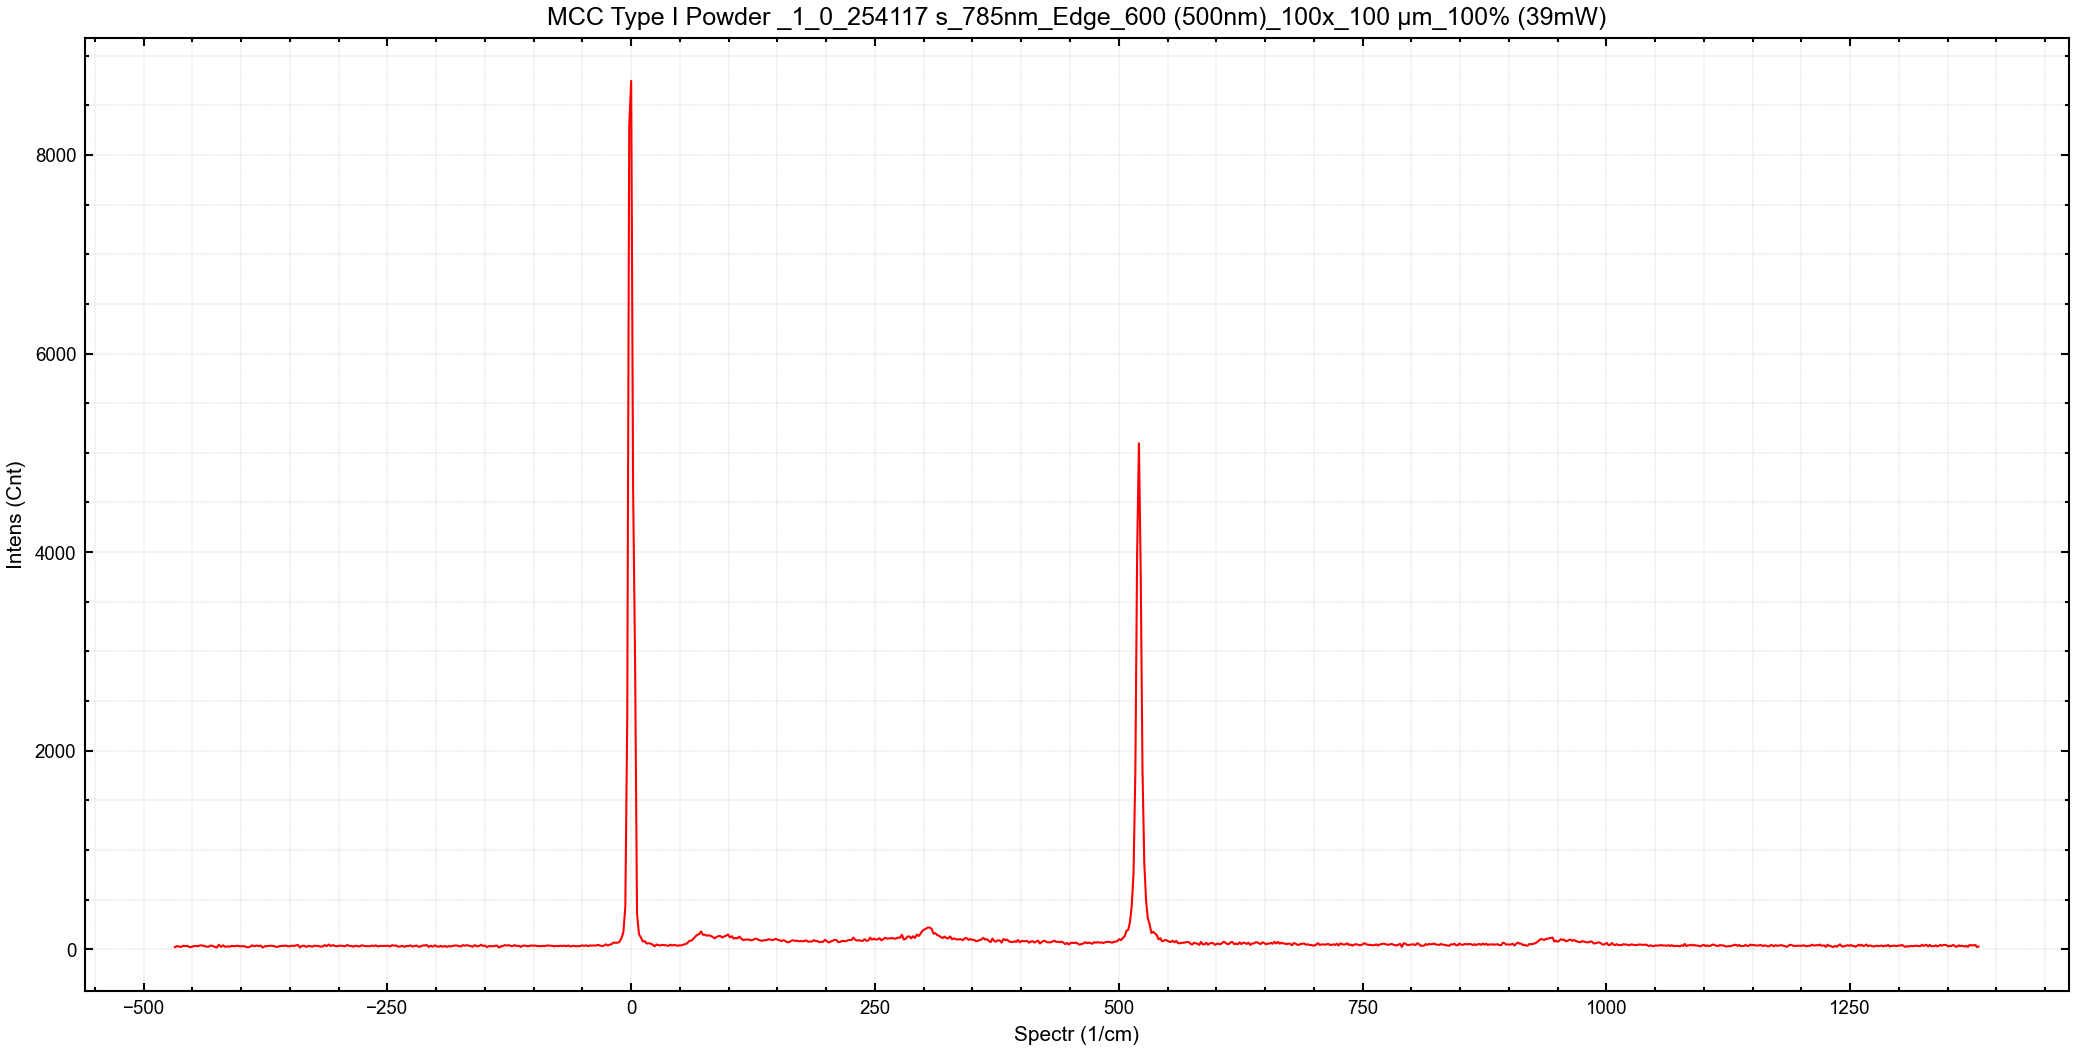 MCC Type I Powder _1_0_254117 s_785nm_Edge_600 (500nm)_100x_100 µm_100% (39mW)
8000
6000
4000
2000
0
Intens (Cnt)
−500 −250 0 250 500 750 1000 1250
Spectr (1/cm)